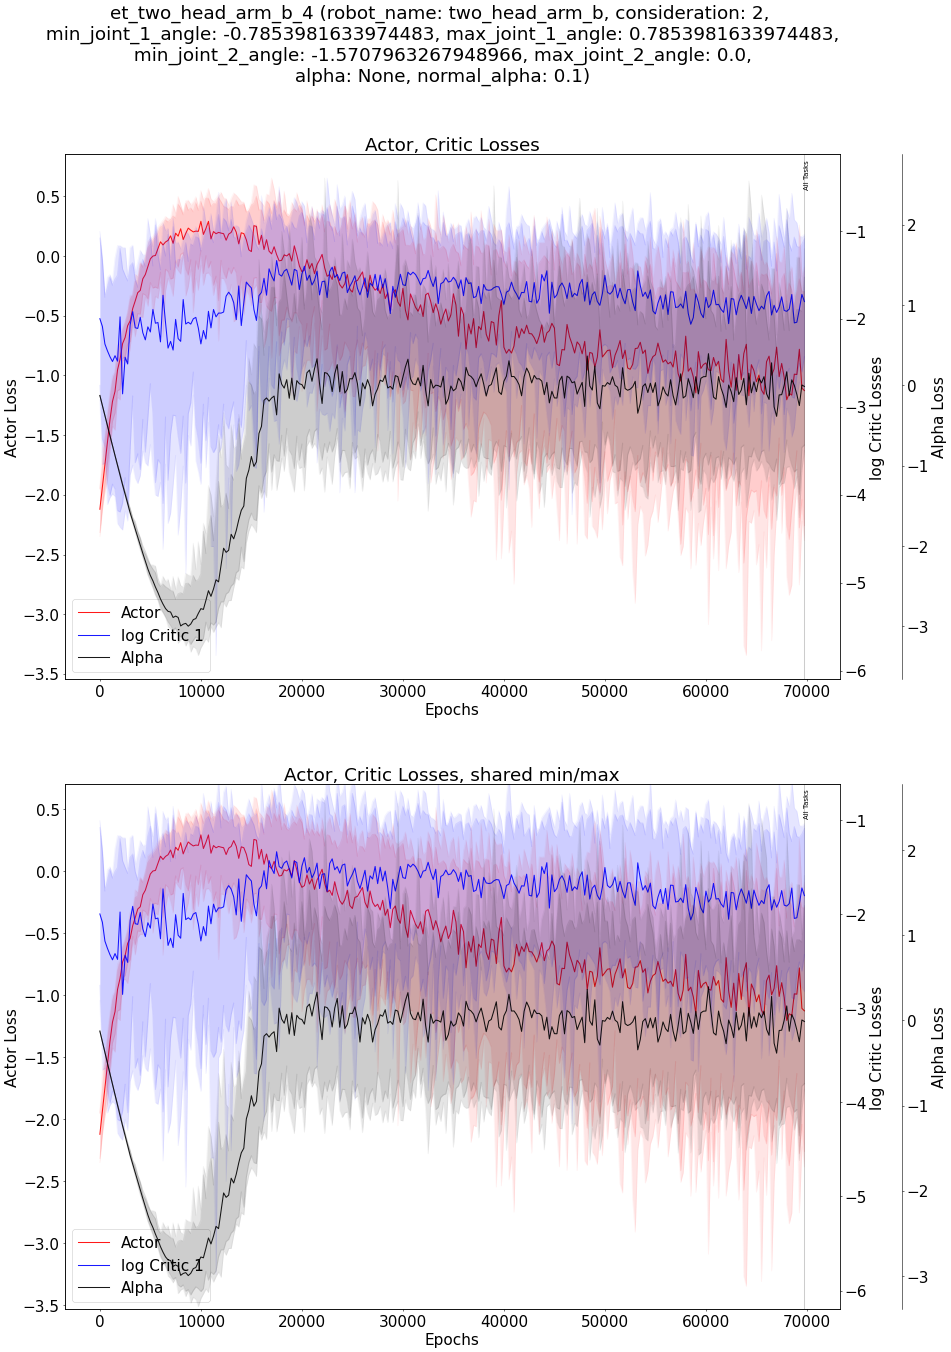 et_two_head_arm_b_4 (robot_name: two_head_arm_b, consideration: 2,
min_joint_1_angle: -0.7853981633974483, max_joint_1_angle: 0.7853981633974483,
min_joint_2_angle: -1.5707963267948966, max_joint_2_angle: 0.0,
alpha: None, normal_alpha: 0.1)
Actor, Critic Losses
All Tasks
0.5
0.0
−0.5
−1.0
−1.5
−2.0
−2.5
−3.0
−3.5
Actor Loss
Actor
log Critic 1
Alpha
0 10000 20000 30000 40000 50000 60000 70000
Epochs
−1
−2
−3
−4
−5
−6
log Critic Losses
2
1
0
−1
−2
−3
Alpha Loss
Actor, Critic Losses, shared min/max
All Tasks
0.5
0.0
−0.5
−1.0
−1.5
−2.0
−2.5
−3.0
−3.5
Actor Loss
Actor
log Critic 1
Alpha
0 10000 20000 30000 40000 50000 60000 70000
Epochs
−1
−2
−3
−4
−5
−6
log Critic Losses
2
1
0
−1
−2
−3
Alpha Loss